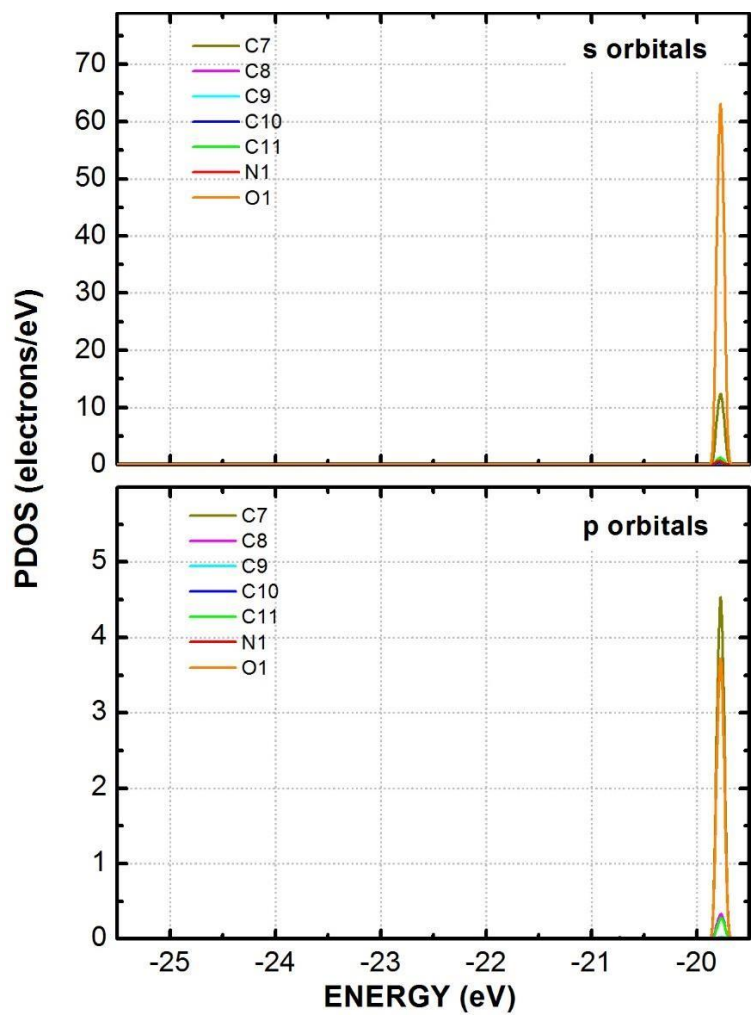 PDOS (electrons/eV)
s orbitals
C7
C8
C9
C10
C11
N1
O1
70
60
50
40
30
20
10
0
p orbitals
C7
C8
C9
C10
C11
N1
O1
5
4
3
2
1
0
-25 -24 -23 -22 -21 -20
ENERGY (eV)